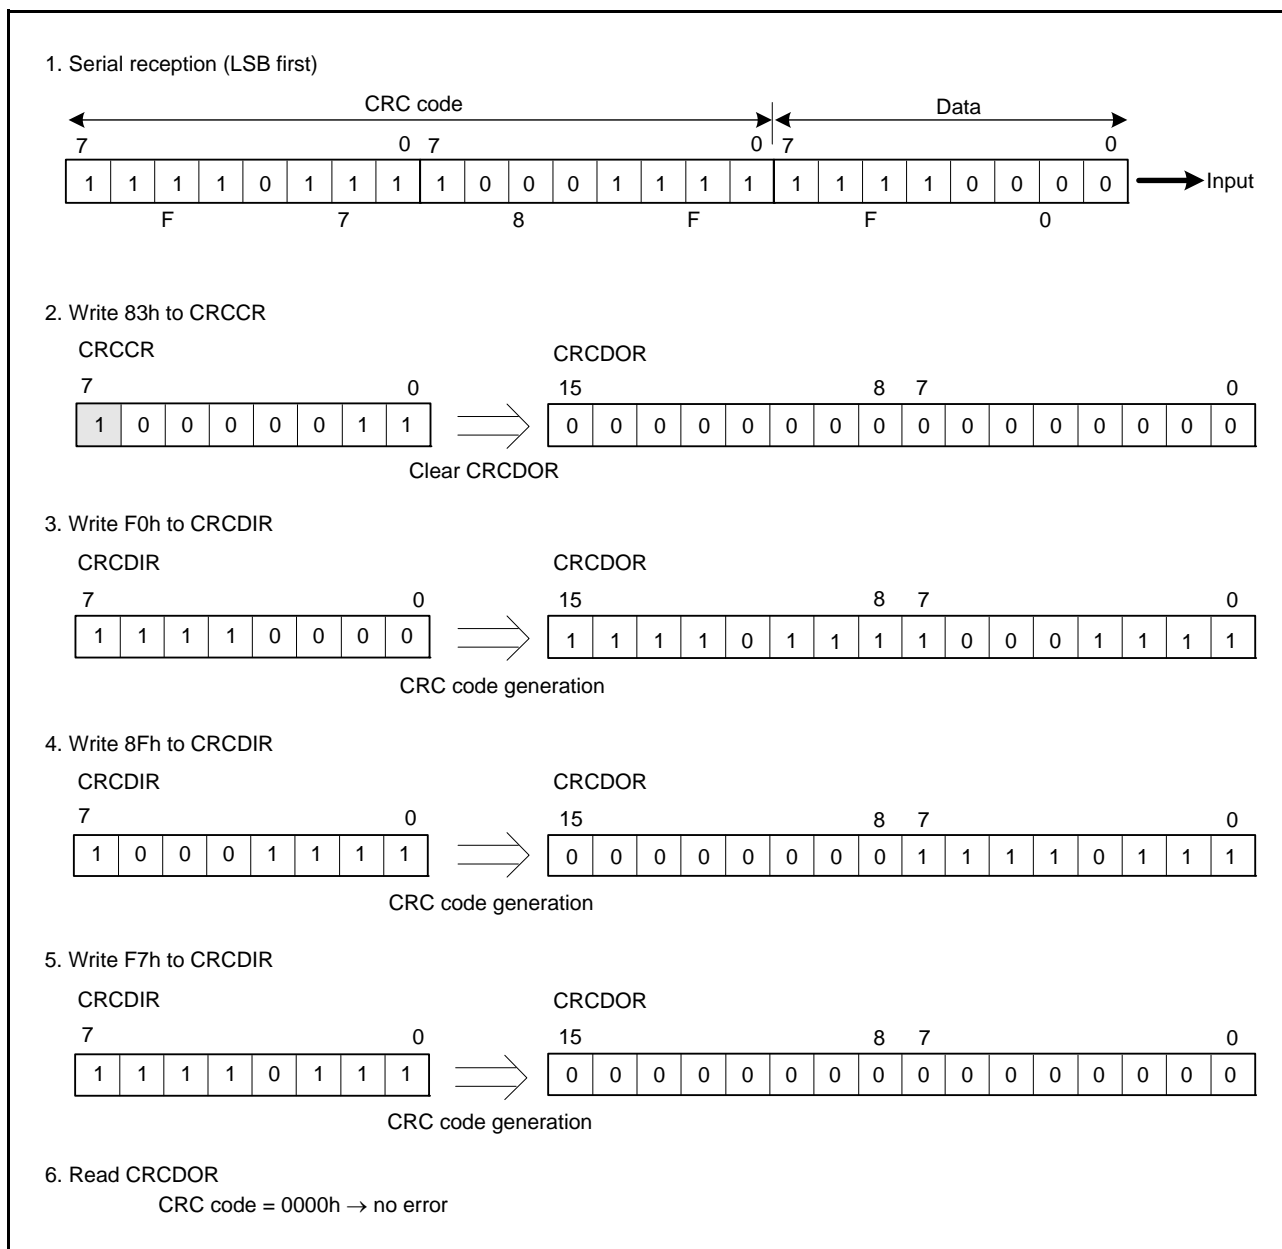 1. Serial reception (LSB first)
CRC code Data
7 0 7 0 7 0
1 1 1 1 0 1 1 1 1 0 0 0 1 1 1 1 1 1 1 1 0 0 0 0 Input
F 7 8 F F 0
2. Write 83h to CRCCR
CRCCR CRCDOR
7 0 15 8 7 0
1 0 0 0 0 0 1 1 0 0 0 0 0 0 0 0 0 0 0 0 0 0 0 0
Clear CRCDOR
3. Write F0h to CRCDIR
CRCDIR CRCDOR
7 0 15 8 7 0
1 1 1 1 0 0 0 0 1 1 1 1 0 1 1 1 1 0 0 0 1 1 1 1
CRC code generation
4. Write 8Fh to CRCDIR
CRCDIR CRCDOR
7 0 15 8 7 0
1 0 0 0 1 1 1 1 0 0 0 0 0 0 0 0 1 1 1 1 0 1 1 1
CRC code generation
5. Write F7h to CRCDIR
CRCDIR CRCDOR
7 0 15 8 7 0
1 1 1 1 0 1 1 1 0 0 0 0 0 0 0 0 0 0 0 0 0 0 0 0
CRC code generation
6. Read CRCDOR
CRC code = 0000h → no error